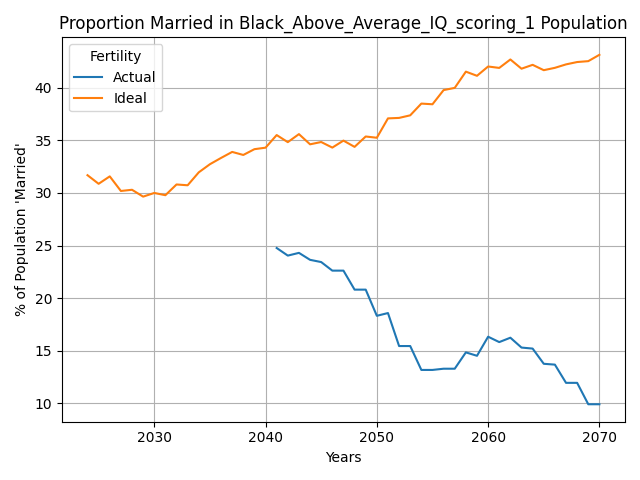 Proportion Married in Black_Above_Average_IQ_scoring_1 Population
Fertility
Actual
Ideal
% of Population 'Married'
40
35
30
25
20
15
10
2030 2040 2050 2060 2070
Years